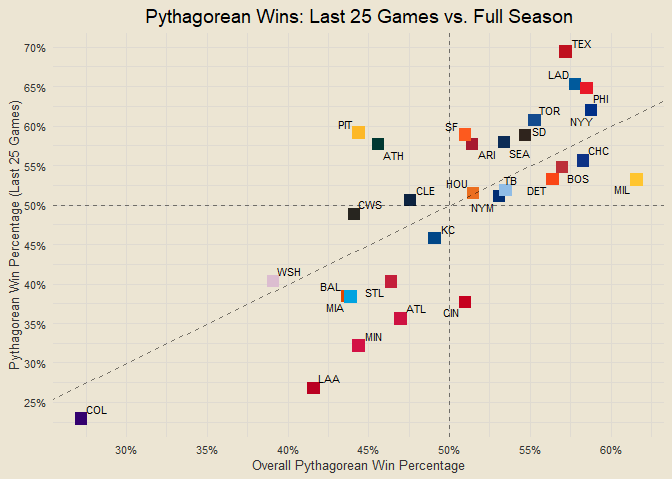 Pythagorean Wins: Last 25 Games vs. Full Season
70%
65%
60%
55%
50%
45%
40%
35%
30%
25%
Pythagorean Win Percentage (Last 25 Games)
TEX
LAD
PHI
TOR
NYY
PIT
SF
SD
ATH
ARI
SEA
CHC
HOU
TB
DET
BOS
MIL
CLE
CWS
NYM
KC
WSH
BAL
STL
MIA
ATL
CIN
MIN
LAA
COL
30%
35%
40%
45%
50%
55%
60%
Overall Pythagorean Win Percentage